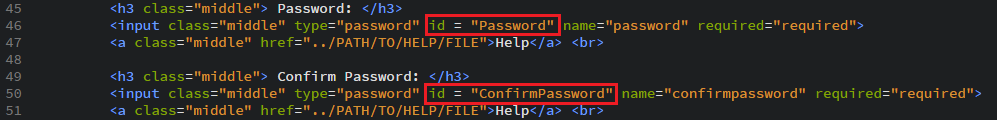 45 <h3 class="middle"> Password: </h3>
46 <input class="middle" type="password" id = "Password" name="password" required="required">
47 <a class="middle" href="../PATH/TO/HELP/FILE">Help</a> <br>
48
49 <h3 class="middle"> Confirm Password: </h3>
50 <input class="middle" type="password" id = "ConfirmPassword" name="confirmpassword" required="required">
51 <a class="middle" href="../PATH/TO/HELP/FILE">Help</a> <br>